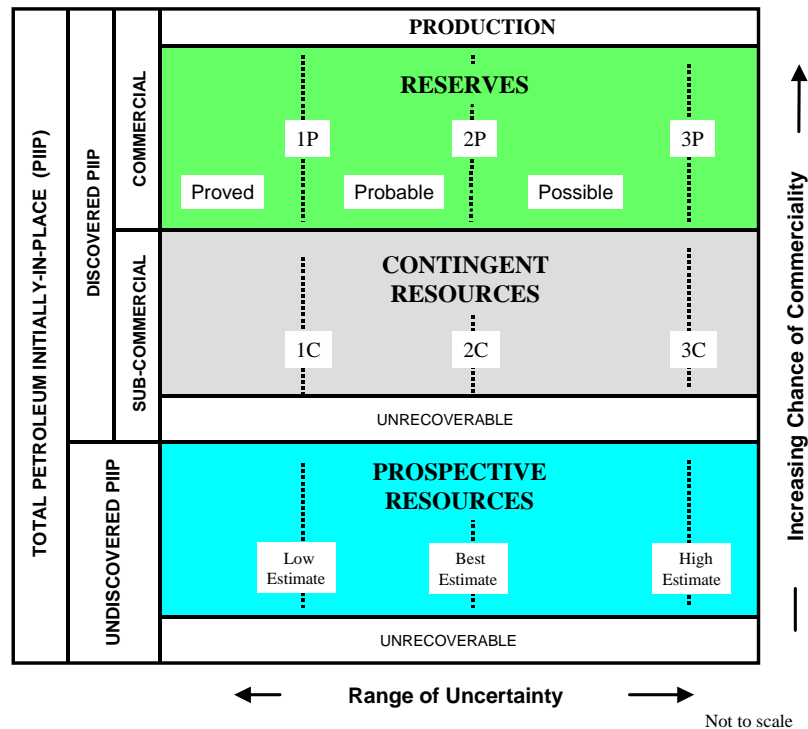 TOTAL PETROLEUM INITIALLY-IN-PLACE (PIIP)
DISCOVERED PIIP
UNDISCOVERED PIIP
COMMERCIAL
SUB-COMMERCIAL
PRODUCTION
RESERVES
1P 2P 3P
Proved Probable Possible
CONTINGENT
RESOURCES
1C 2C 3C
UNRECOVERABLE
PROSPECTIVE
RESOURCES
Low
Estimate
Best
Estimate
High
Estimate
UNRECOVERABLE
Increasing Chance of Commerciality
Range of Uncertainty
Not to scale